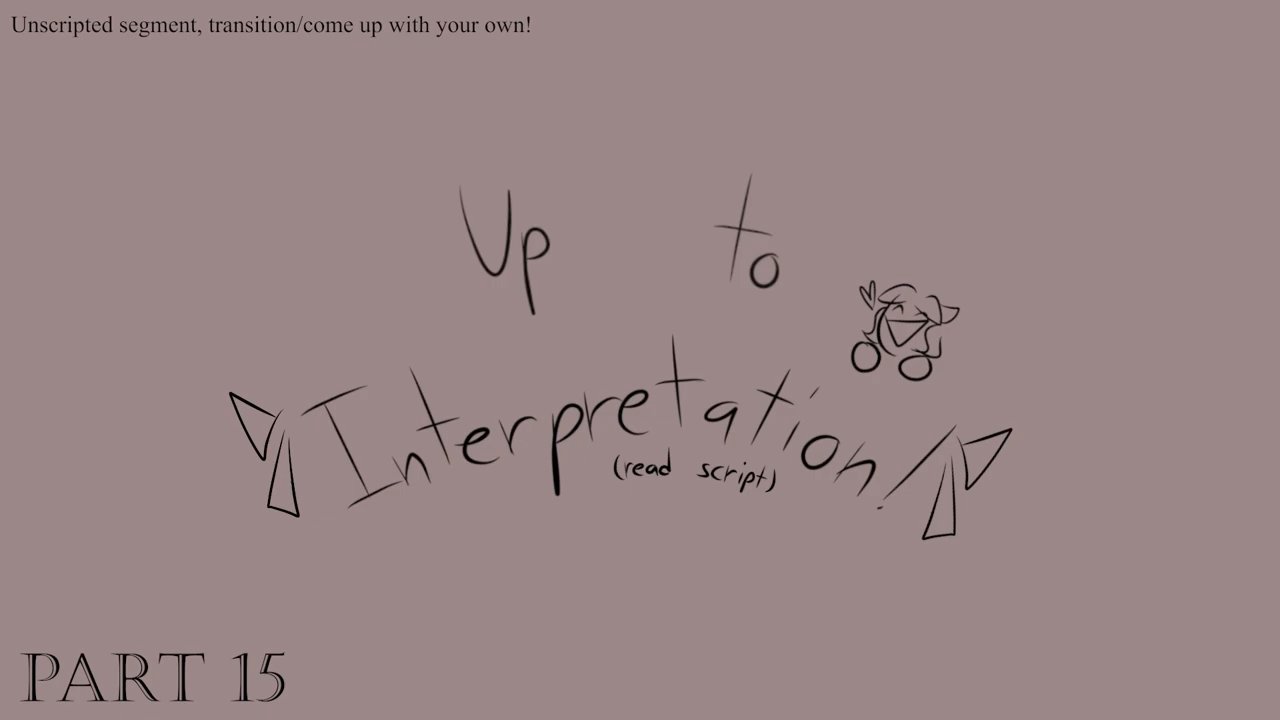 Unscripted segment, transition/come up with your own!
Up to
Interpretation!
(read script)
PART 15